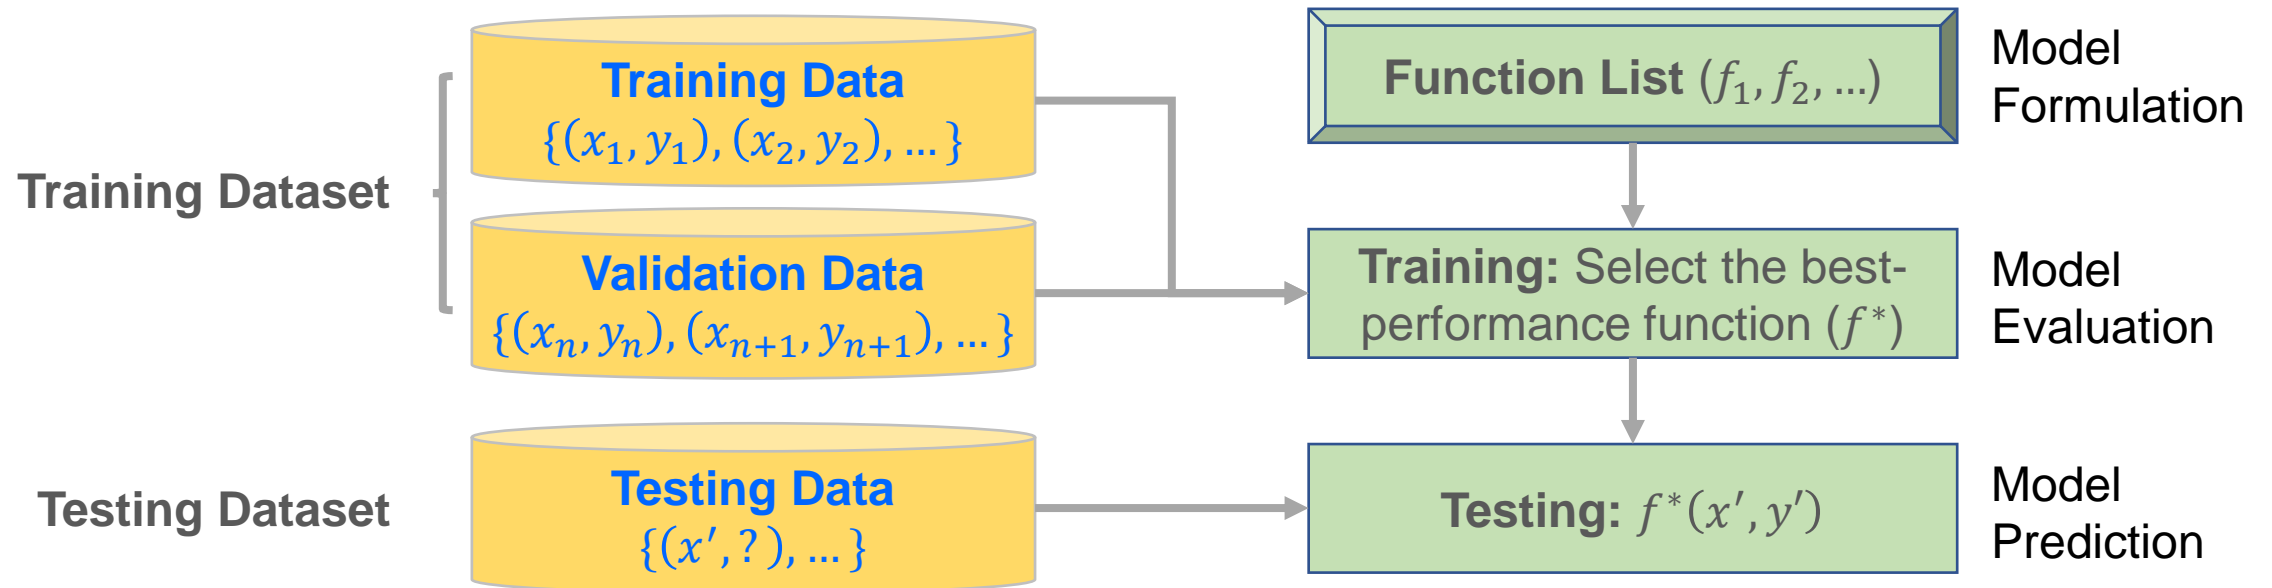 Training Dataset
Training Data
{(x₁, y₁), (x₂, y₂), … }
Validation Data
{(xₙ, yₙ), (xₙ₊₁, yₙ₊₁), … }
Testing Dataset
Testing Data
{(x′, ? ), … }
Function List (f₁, f₂, …)
Model
Formulation
Training: Select the best-
performance function (f*)
Model
Evaluation
Testing: f*(x′, y′)
Model
Prediction